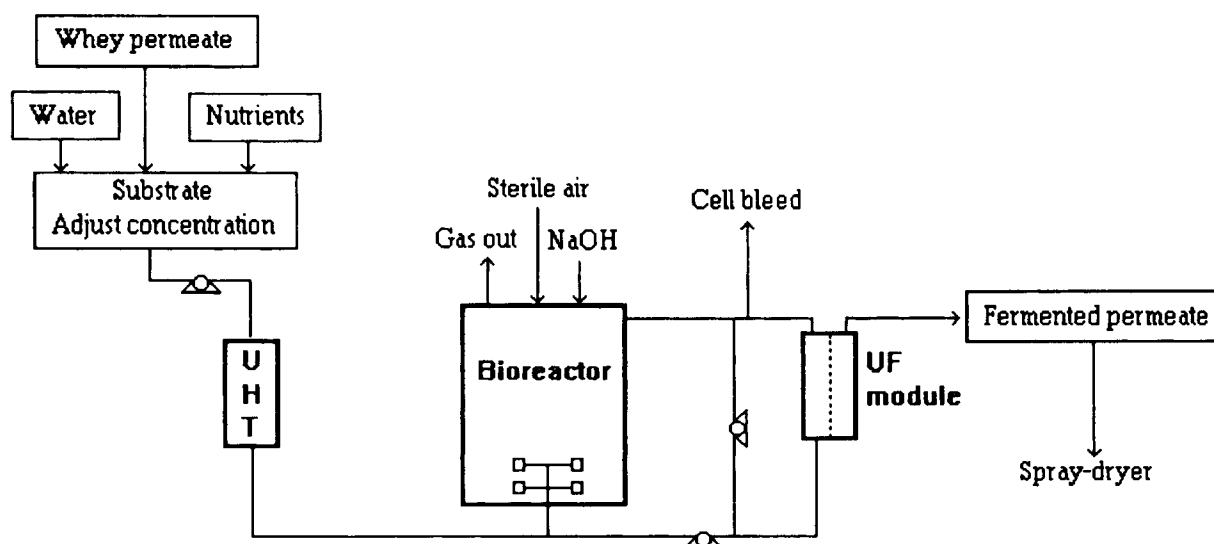 Whey permeate
Water
Nutrients
Substrate
Adjust concentration
Sterile air
Cell bleed
Gas out
NaOH
U
H
T
Bioreactor
UF
module
Fermented permeate
Spray-dryer